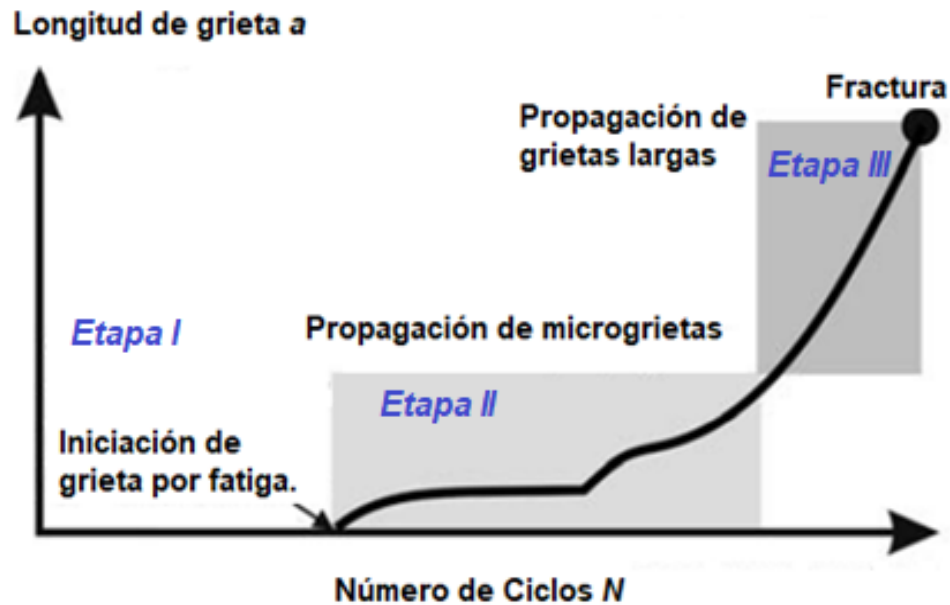 Longitud de grieta a
Fractura
Propagación de
grietas largas
Etapa III
Etapa I
Propagación de microgrietas
Etapa II
Iniciación de
grieta por fatiga.
Número de Ciclos N